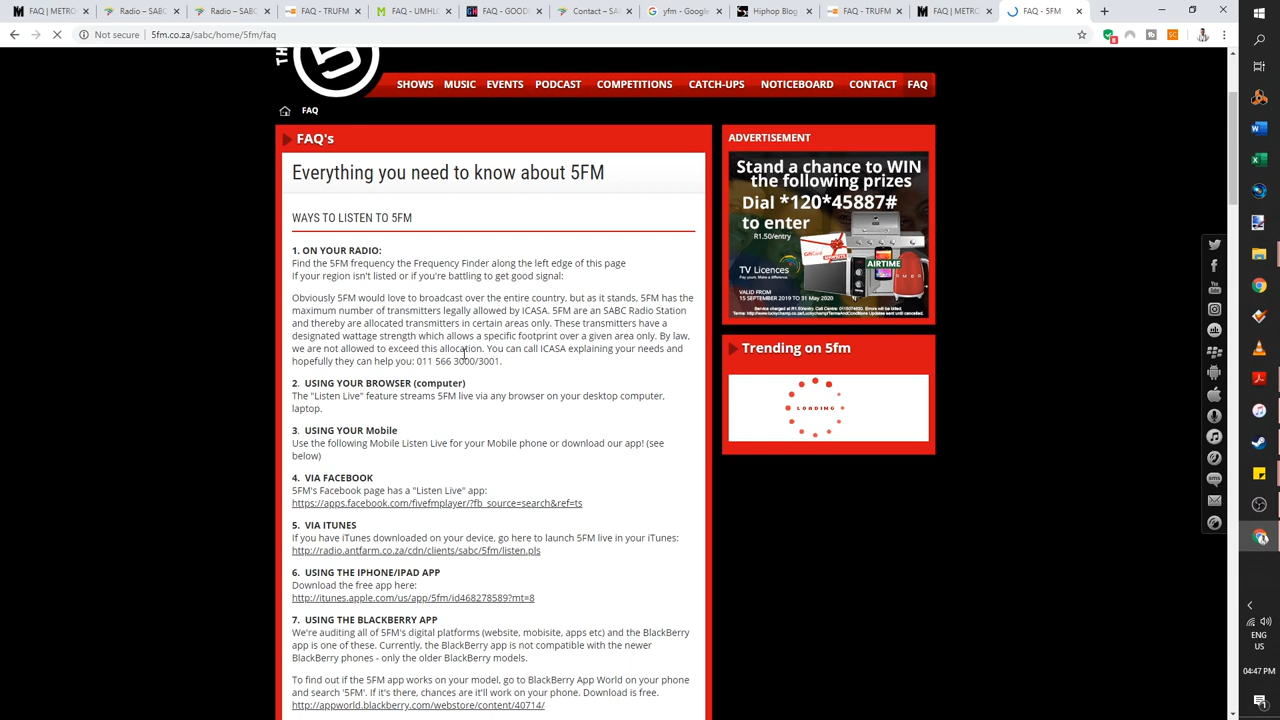 FAQ | METRO
Radio – SABC
Radio – SABC
FAQ - TRUFM
FAQ - UMHLO
FAQ - GOOD
Contact – SA
yfm - Google
Hiphop Blog
FAQ - TRUFM
FAQ | METRO
FAQ - 5FM
Not secure
5fm.co.za/sabc/home/5fm/faq
TH
5
SHOWS MUSIC EVENTS PODCAST COMPETITIONS CATCH-UPS NOTICEBOARD CONTACT FAQ
FAQ
FAQ's
Everything you need to know about 5FM
WAYS TO LISTEN TO 5FM
1. ON YOUR RADIO:
Find the 5FM frequency the Frequency Finder along the left edge of this page
If your region isn't listed or if you're battling to get good signal:
Obviously 5FM would love to broadcast over the entire country, but as it stands, 5FM has the
maximum number of transmitters legally allowed by ICASA. 5FM are an SABC Radio Station
and thereby are allocated transmitters in certain areas only. These transmitters have a
designated wattage strength which allows a specific footprint over a given area only. By law,
we are not allowed to exceed this allocation. You can call ICASA explaining your needs and
hopefully they can help you: 011 566 3000/3001.
2. USING YOUR BROWSER (computer)
The "Listen Live" feature streams 5FM live via any browser on your desktop computer,
laptop.
3. USING YOUR Mobile
Use the following Mobile Listen Live for your Mobile phone or download our app! (see
below)
4. VIA FACEBOOK
5FM's Facebook page has a "Listen Live" app:
https://apps.facebook.com/fivefmplayer/?fb_source=search&ref=ts
5. VIA ITUNES
If you have iTunes downloaded on your device, go here to launch 5FM live in your iTunes:
http://radio.antfarm.co.za/cdn/clients/sabc/5fm/listen.pls
6. USING THE IPHONE/IPAD APP
Download the free app here:
http://itunes.apple.com/us/app/5fm/id468278589?mt=8
7. USING THE BLACKBERRY APP
We're auditing all of 5FM's digital platforms (website, mobisite, apps etc) and the BlackBerry
app is one of these. Currently, the BlackBerry app is not compatible with the newer
BlackBerry phones - only the older BlackBerry models.
To find out if the 5FM app works on your model, go to BlackBerry App World on your phone
and search '5FM'. If it's there, chances are it'll work on your phone. Download is free.
http://appworld.blackberry.com/webstore/content/40714/
ADVERTISEMENT
Stand a chance to WIN
the following prizes
Dial *120*45887#
to enter
R1.50/entry
AIRTIME
TV Licences
VALID FROM
15 SEPTEMBER 2019 TO 31 May 2020
Trending on 5fm
LOADING
ENG
US
04:47 PM